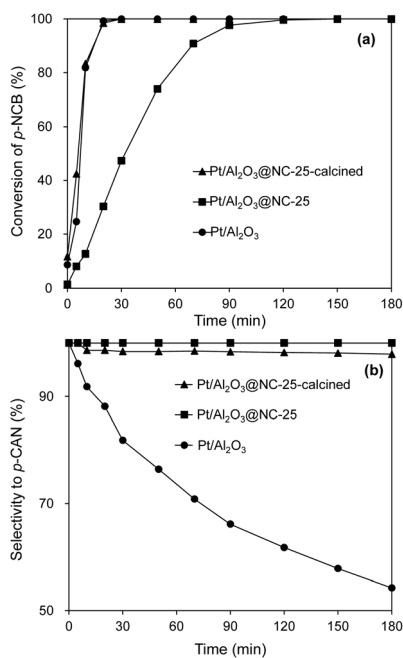 (a)
Conversion of p-NCB (%)
100
80
60
40
20
0
Pt/Al₂O₃@NC-25-calcined
Pt/Al₂O₃@NC-25
Pt/Al₂O₃
0 30 60 90 120 150 180
Time (min)
(b)
Selectivity to p-CAN (%)
90
70
50
Pt/Al₂O₃@NC-25-calcined
Pt/Al₂O₃@NC-25
Pt/Al₂O₃
0 30 60 90 120 150 180
Time (min)